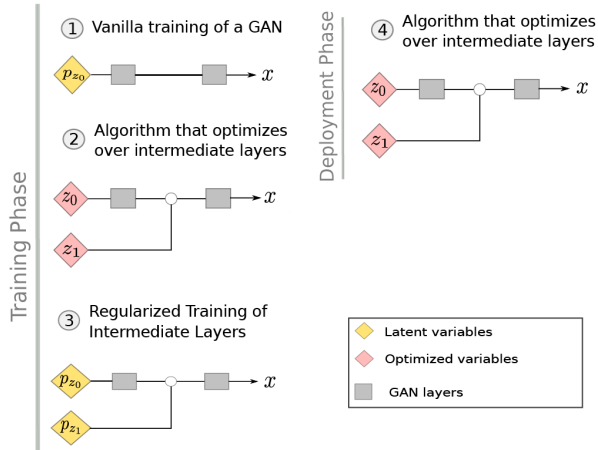 Training Phase
1 Vanilla training of a GAN
p_{z_0} x
2 Algorithm that optimizes
over intermediate layers
z_0 x
z_1
3 Regularized Training of
Intermediate Layers
p_{z_0} x
p_{z_1}
Deployment Phase
4 Algorithm that optimizes
over intermediate layers
z_0 x
z_1
Latent variables
Optimized variables
GAN layers